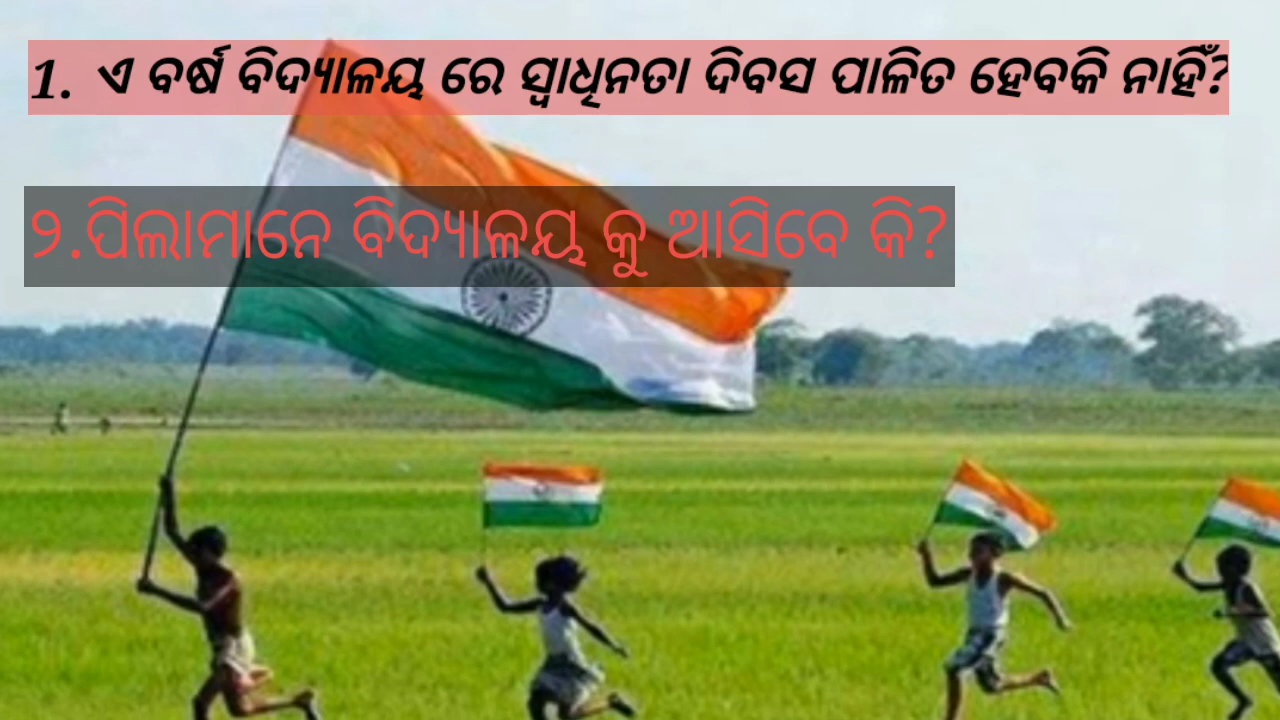 1. ଏ ବର୍ଷ ବିଦ୍ୟାଳୟ ରେ ସ୍ୱାଧିନତା ଦିବସ ପାଳିତ ହେବକି ନାହିଁ?
୨.ପିଲାମାନେ ବିଦ୍ୟାଳୟ କୁ ଆସିବେ କି?